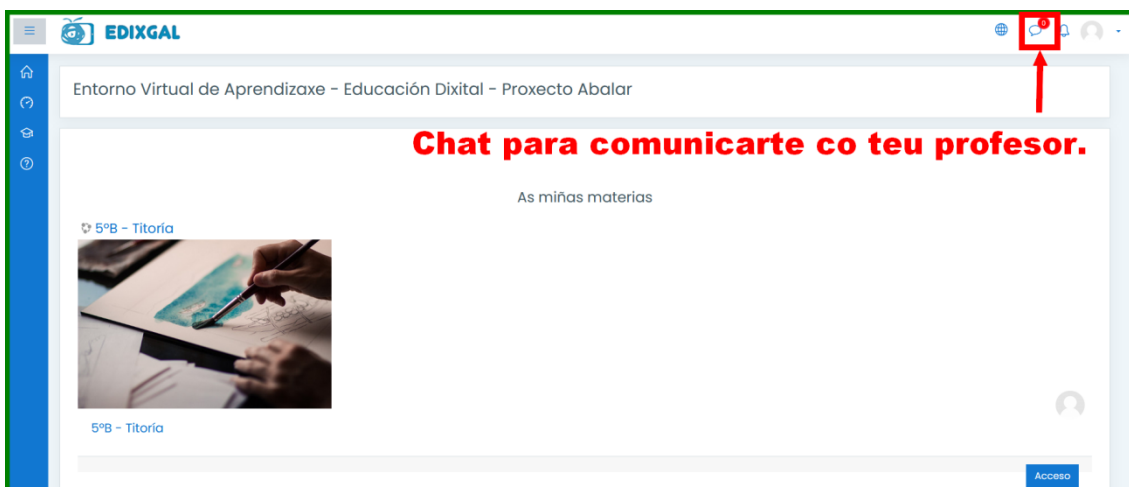 EDIXGAL
0
Entorno Virtual de Aprendizaxe - Educación Dixital - Proxecto Abalar
Chat para comunicarte co teu profesor.
As miñas materias
5ºB - Titoría
5ºB - Titoría
Acceso